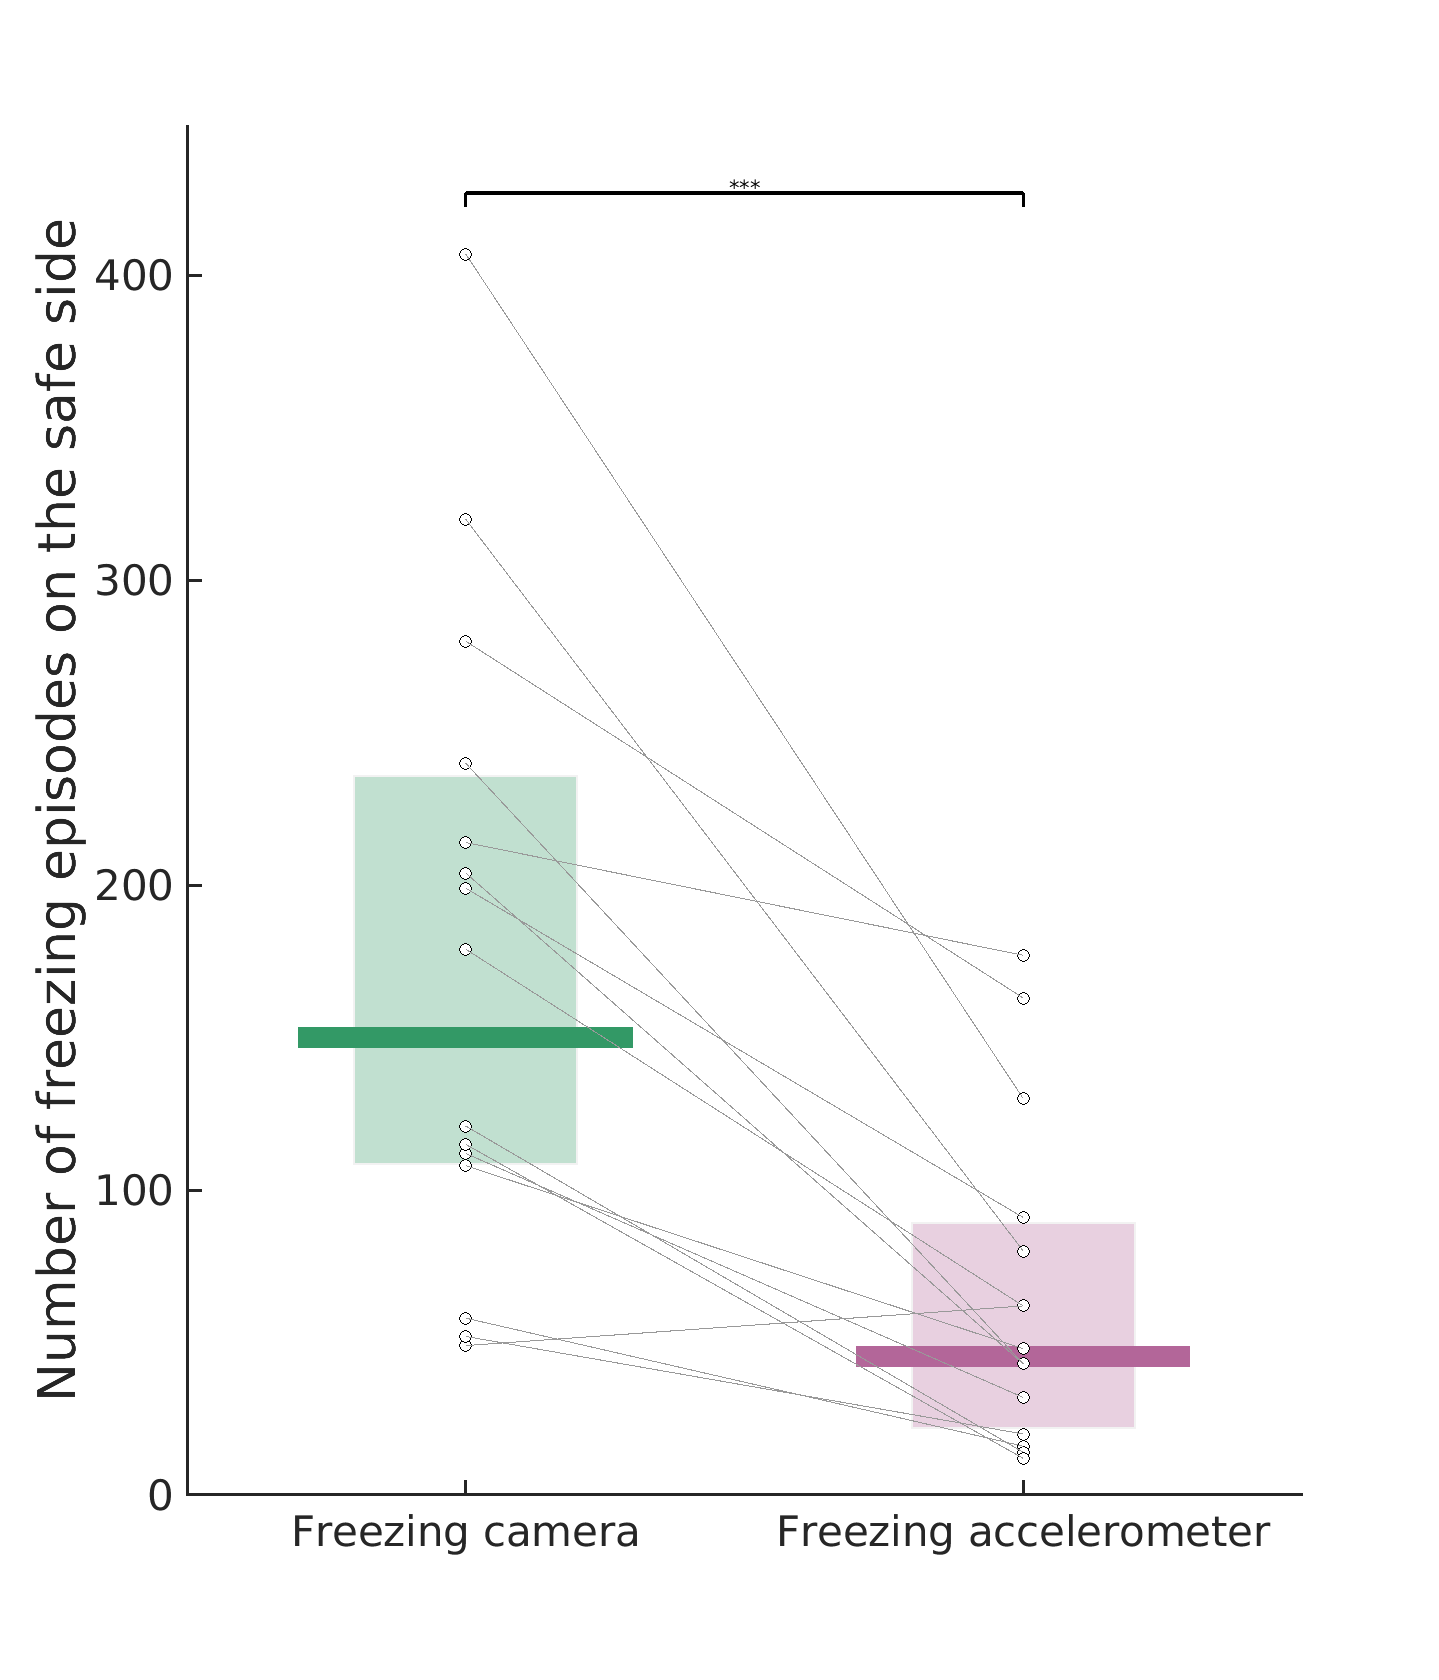 ***
Number of freezing episodes on the safe side
400
300
200
100
0
Freezing camera
Freezing accelerometer